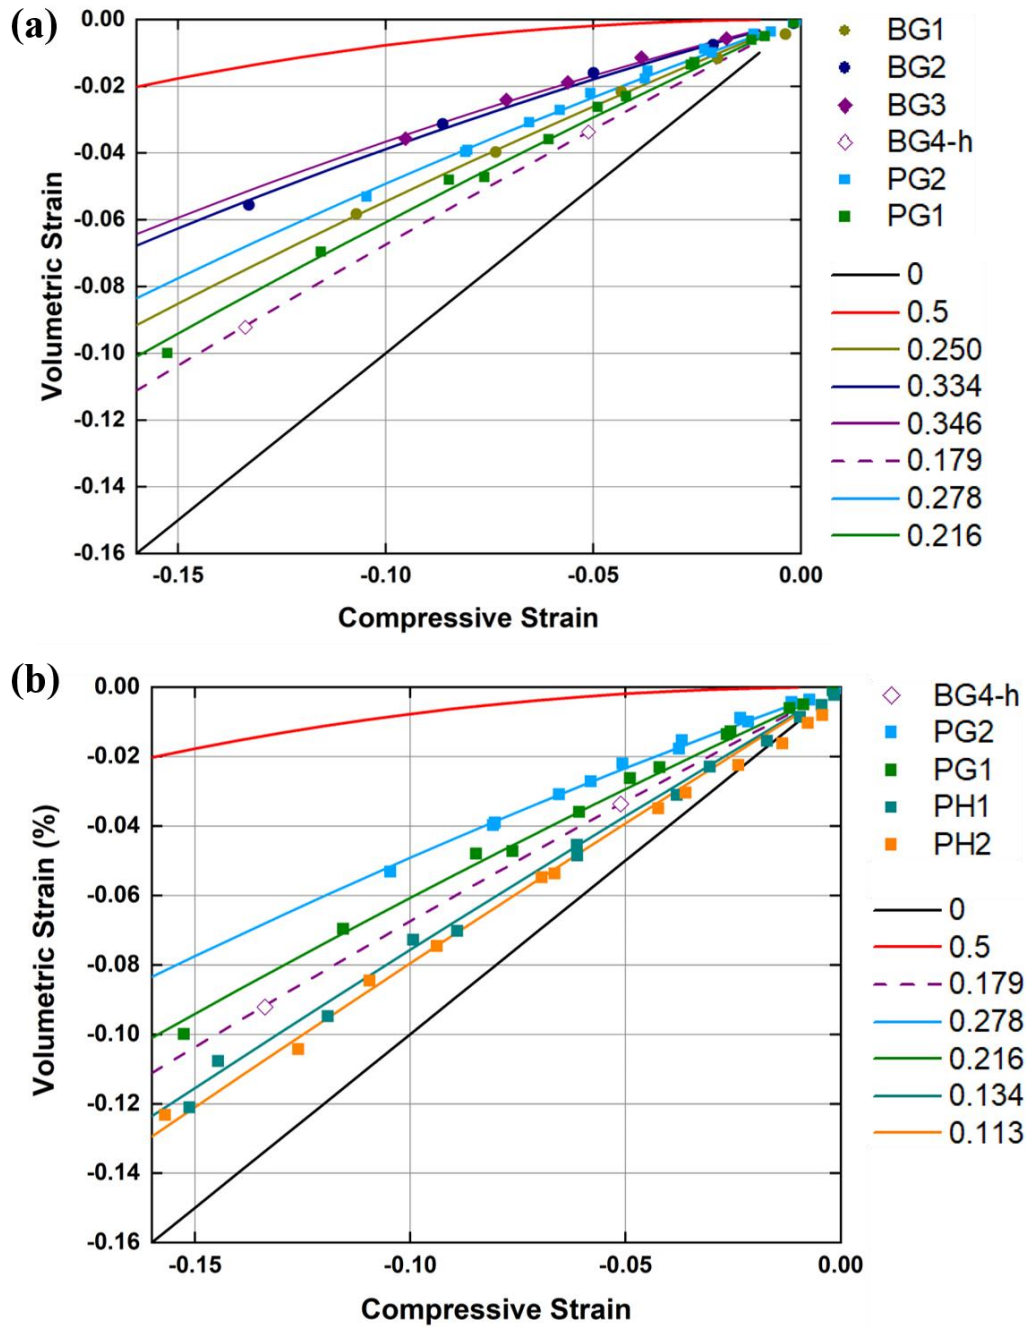 (a)
0.00
-0.02
-0.04
-0.06
-0.08
-0.10
-0.12
-0.14
-0.16
Volumetric Strain
-0.15
-0.10
-0.05
0.00
Compressive Strain
BG1
BG2
BG3
BG4-h
PG2
PG1
0
0.5
0.250
0.334
0.346
0.179
0.278
0.216
(b)
0.00
-0.02
-0.04
-0.06
-0.08
-0.10
-0.12
-0.14
-0.16
Volumetric Strain (%)
-0.15
-0.10
-0.05
0.00
Compressive Strain
BG4-h
PG2
PG1
PH1
PH2
0
0.5
0.179
0.278
0.216
0.134
0.113